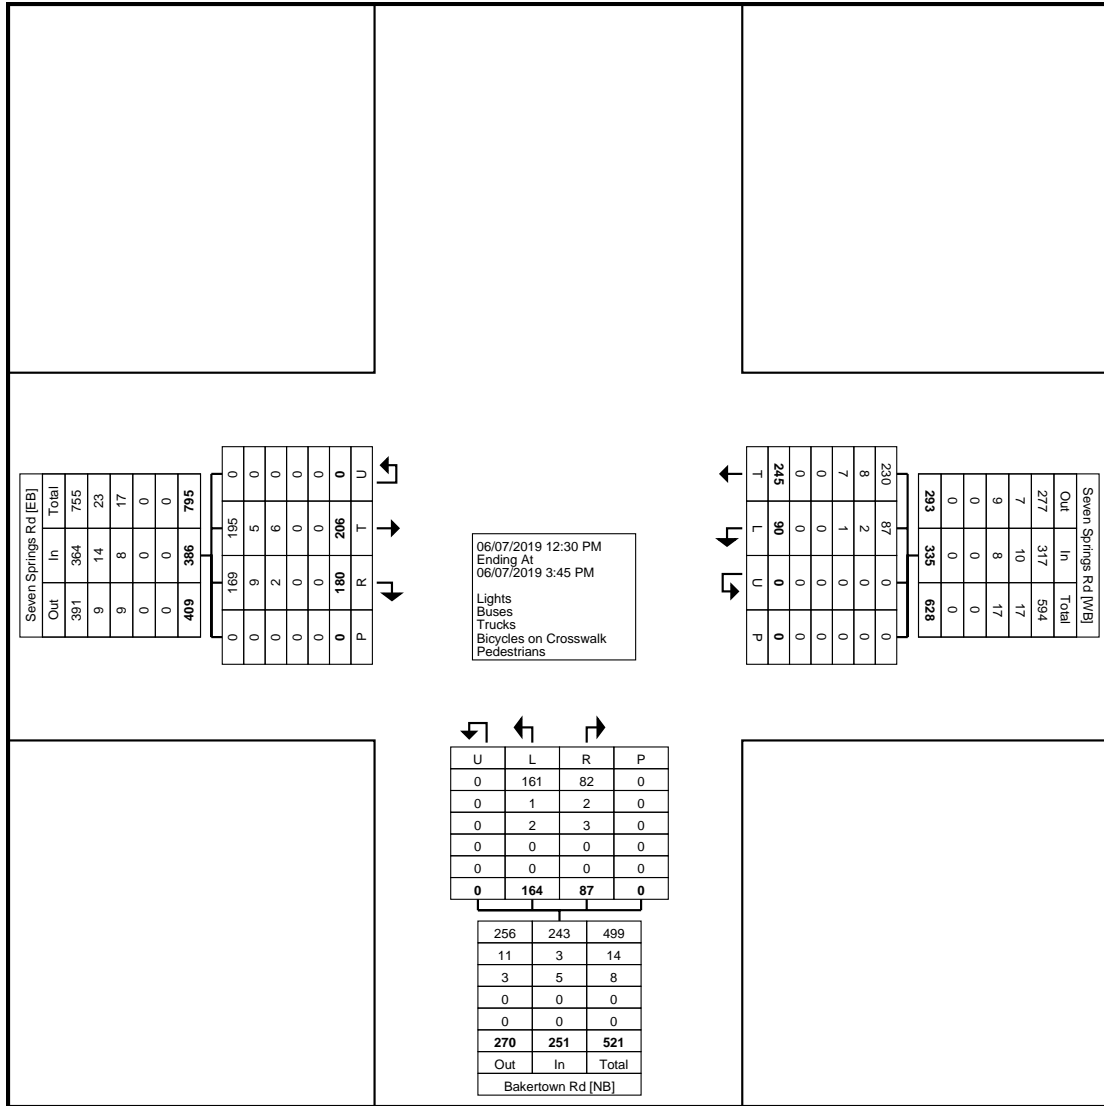 Seven Springs Rd [EB]
Out In Total
391 364 755
9 14 23
9 8 17
0 0 0
0 0 0
409 386 795
U T R P
0 206 180 0
0 0 0 0
0 0 0 0
0 6 2 0
0 5 9 0
0 195 169 0
06/07/2019 12:30 PM
Ending At
06/07/2019 3:45 PM
Lights
Buses
Trucks
Bicycles on Crosswalk
Pedestrians
Seven Springs Rd [WB]
Out In Total
277 317 594
7 10 17
9 8 17
0 0 0
0 0 0
293 335 628
230 87 0 0
8 2 0 0
7 1 0 0
0 0 0 0
0 0 0 0
245 90 0 0
T L U P
U L R P
0 161 82 0
0 1 2 0
0 2 3 0
0 0 0 0
0 0 0 0
0 164 87 0
256 243 499
11 3 14
3 5 8
0 0 0
0 0 0
270 251 521
Out In Total
Bakertown Rd [NB]